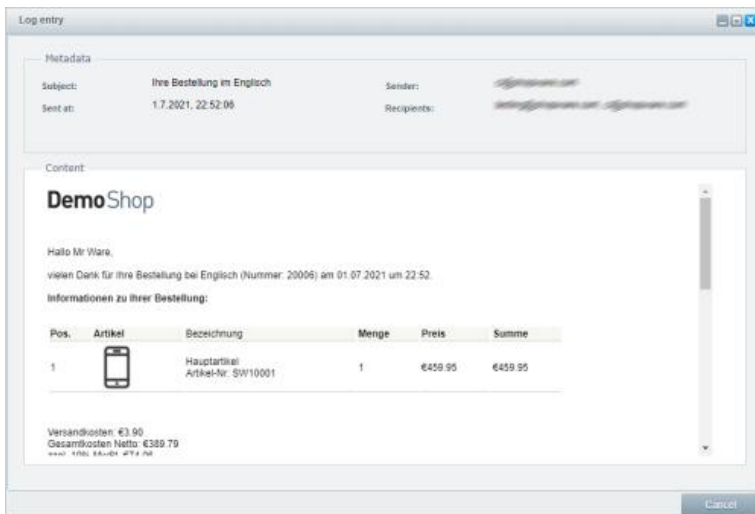 Log entry
Metadata
Subject: Ihre Bestellung im Englisch Sender:
Sent at: 1.7.2021, 22:52:06 Recipients:
Content
DemoShop
Hallo Mr Ware,
vielen Dank für Ihre Bestellung bei Englisch (Nummer: 20006) am 01.07.2021 um 22:52.
Informationen zu Ihrer Bestellung:
Pos. Artikel Bezeichnung Menge Preis Summe
1 Hauptartikel 1 €459.95 €459.95
Artikel-Nr: SW10001
Versandkosten: €3.90
Gesamtkosten Netto: €389.79
Cancel